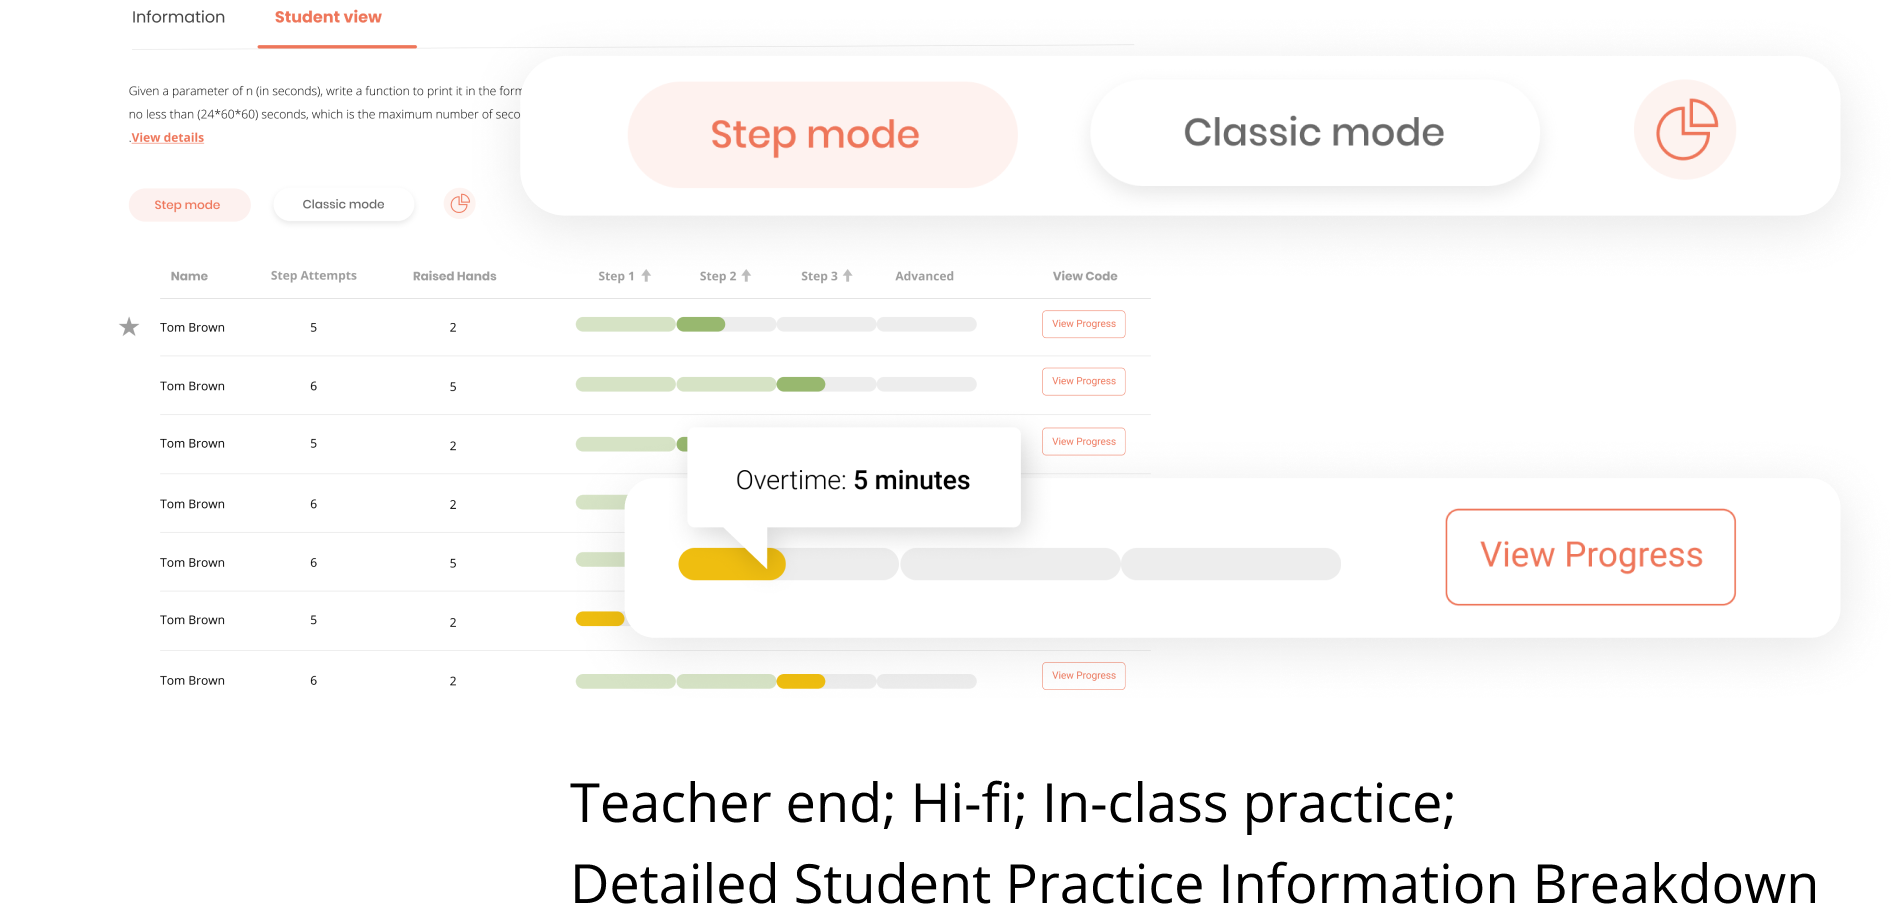 Information Student view
Given a parameter of n (in seconds), write a function to print it in the form
no less than (24*60*60) seconds, which is the maximum number of seco
.View details
Step mode Classic mode
Step mode Classic mode
Name Step Attempts Raised Hands Step 1 Step 2 Step 3 Advanced View Code
Tom Brown 5 2 View Progress
Tom Brown 6 5 View Progress
Tom Brown 5 2 View Progress
Overtime: 5 minutes
Tom Brown 6 2
View Progress
Tom Brown 6 5
Tom Brown 5 2
Tom Brown 6 2 View Progress
Teacher end; Hi-fi; In-class practice;
Detailed Student Practice Information Breakdown